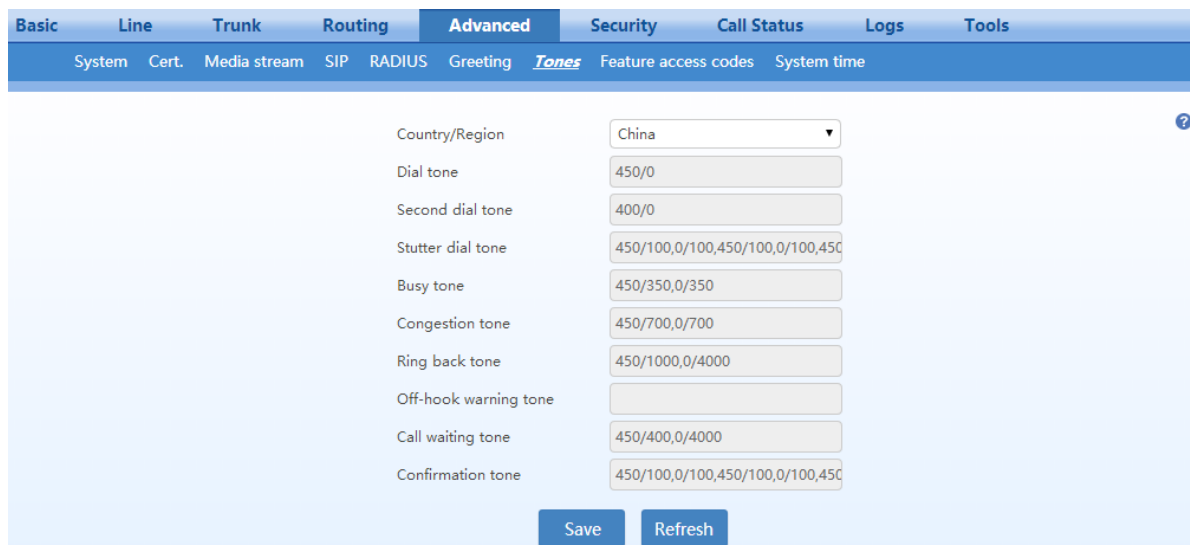 Basic Line Trunk Routing Advanced Security Call Status Logs Tools
System Cert. Media stream SIP RADIUS Greeting Tones Feature access codes System time
?
Country/Region China
Dial tone 450/0
Second dial tone 400/0
Stutter dial tone 450/100,0/100,450/100,0/100,450
Busy tone 450/350,0/350
Congestion tone 450/700,0/700
Ring back tone 450/1000,0/4000
Off-hook warning tone
Call waiting tone 450/400,0/4000
Confirmation tone 450/100,0/100,450/100,0/100,450
Save Refresh